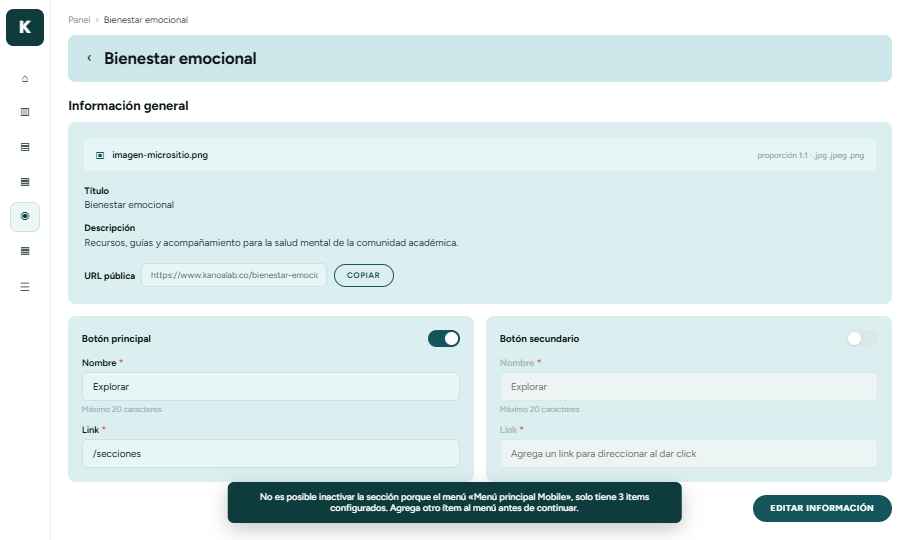 K
Panel › Bienestar emocional
‹ Bienestar emocional
Información general
imagen-micrositio.png
proporción 1:1 · .jpg .jpeg .png
Título
Bienestar emocional
Descripción
Recursos, guías y acompañamiento para la salud mental de la comunidad académica.
URL pública https://www.kanoalab.co/bienestar-emoci COPIAR
Botón principal
Nombre *
Explorar
Máximo 20 caracteres
Link *
/secciones
Botón secundario
Nombre *
Explorar
Máximo 20 caracteres
Link *
Agrega un link para direccionar al dar click
No es posible inactivar la sección porque el menú «Menú principal Mobile», solo tiene 3 ítems
configurados. Agrega otro ítem al menú antes de continuar.
EDITAR INFORMACIÓN